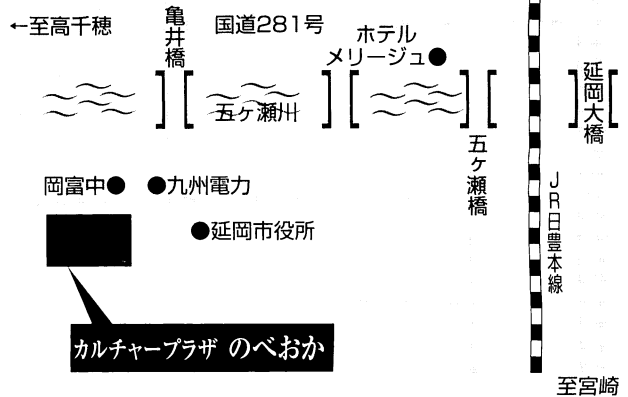 ←至高千穂
亀井橋
国道281号
ホテル
メリージュ●
延岡大橋
五ヶ瀬川
五ヶ瀬橋
岡富中●
●九州電力
●延岡市役所
JR日豊本線
カルチャープラザ のべおか
至宮崎